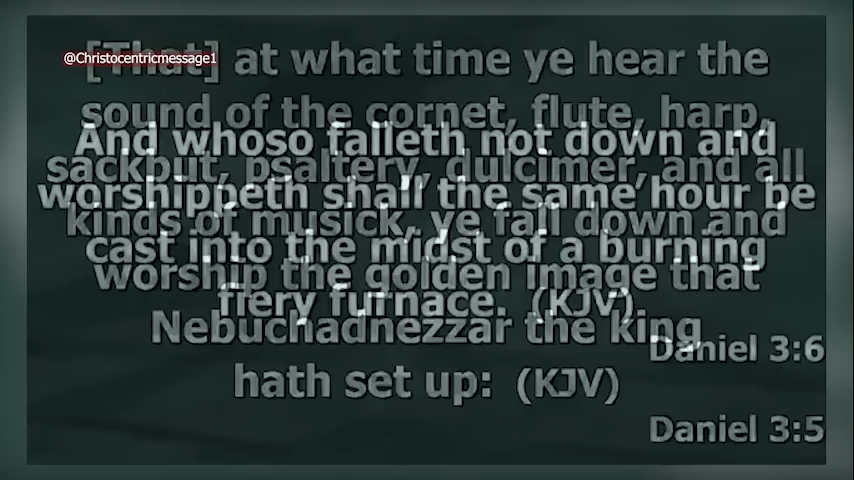 @Christocentricmessage1
[That] at what time ye hear the
sound of the cornet, flute, harp,
sackbut, psaltery, dulcimer, and all
kinds of musick, ye fall down and
worship the golden image that
Nebuchadnezzar the king
hath set up: (KJV)
Daniel 3:5
And whoso falleth not down and
worshippeth shall the same hour be
cast into the midst of a burning
fiery furnace. (KJV)
Daniel 3:6